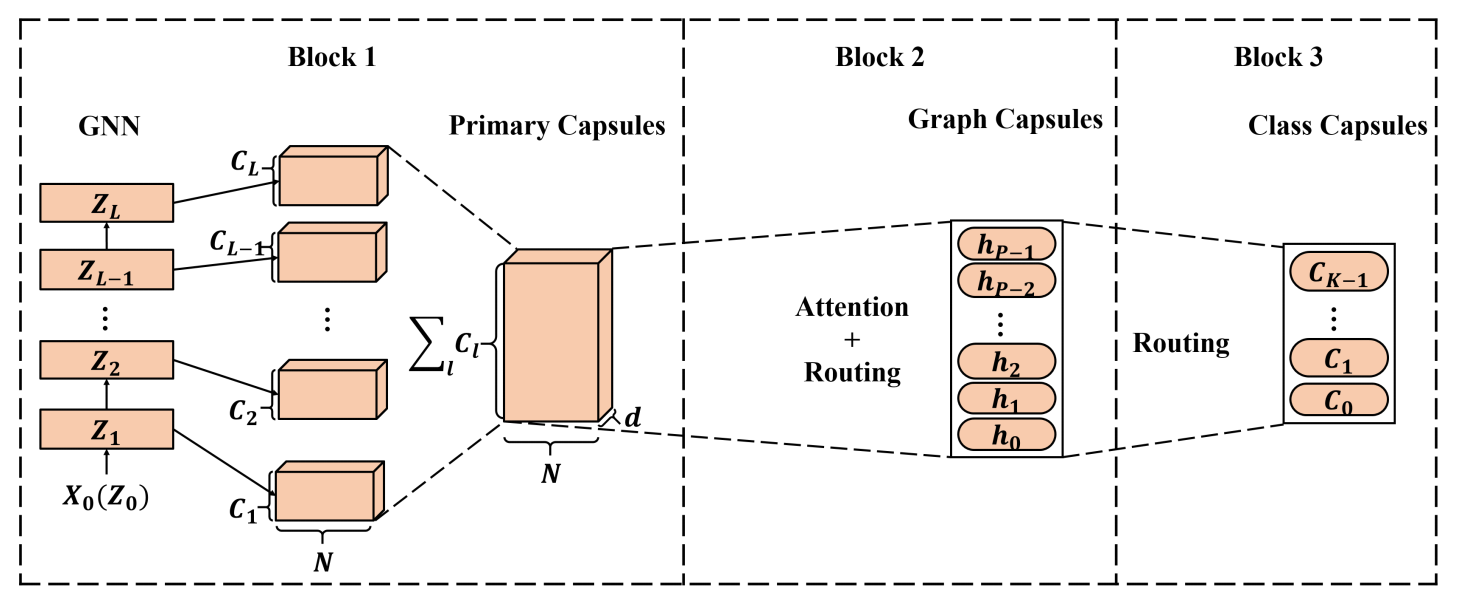 Block 1
Block 2
Block 3
GNN
Primary Capsules
Graph Capsules
Class Capsules
Z_L
Z_{L-1}
⋮
Z_2
Z_1
X_0(Z_0)
C_L
C_{L-1}
⋮
C_2
C_1
N
∑_l C_l
d
N
Attention
+
Routing
h_{P-1}
h_{P-2}
⋮
h_2
h_1
h_0
Routing
C_{K-1}
⋮
C_1
C_0